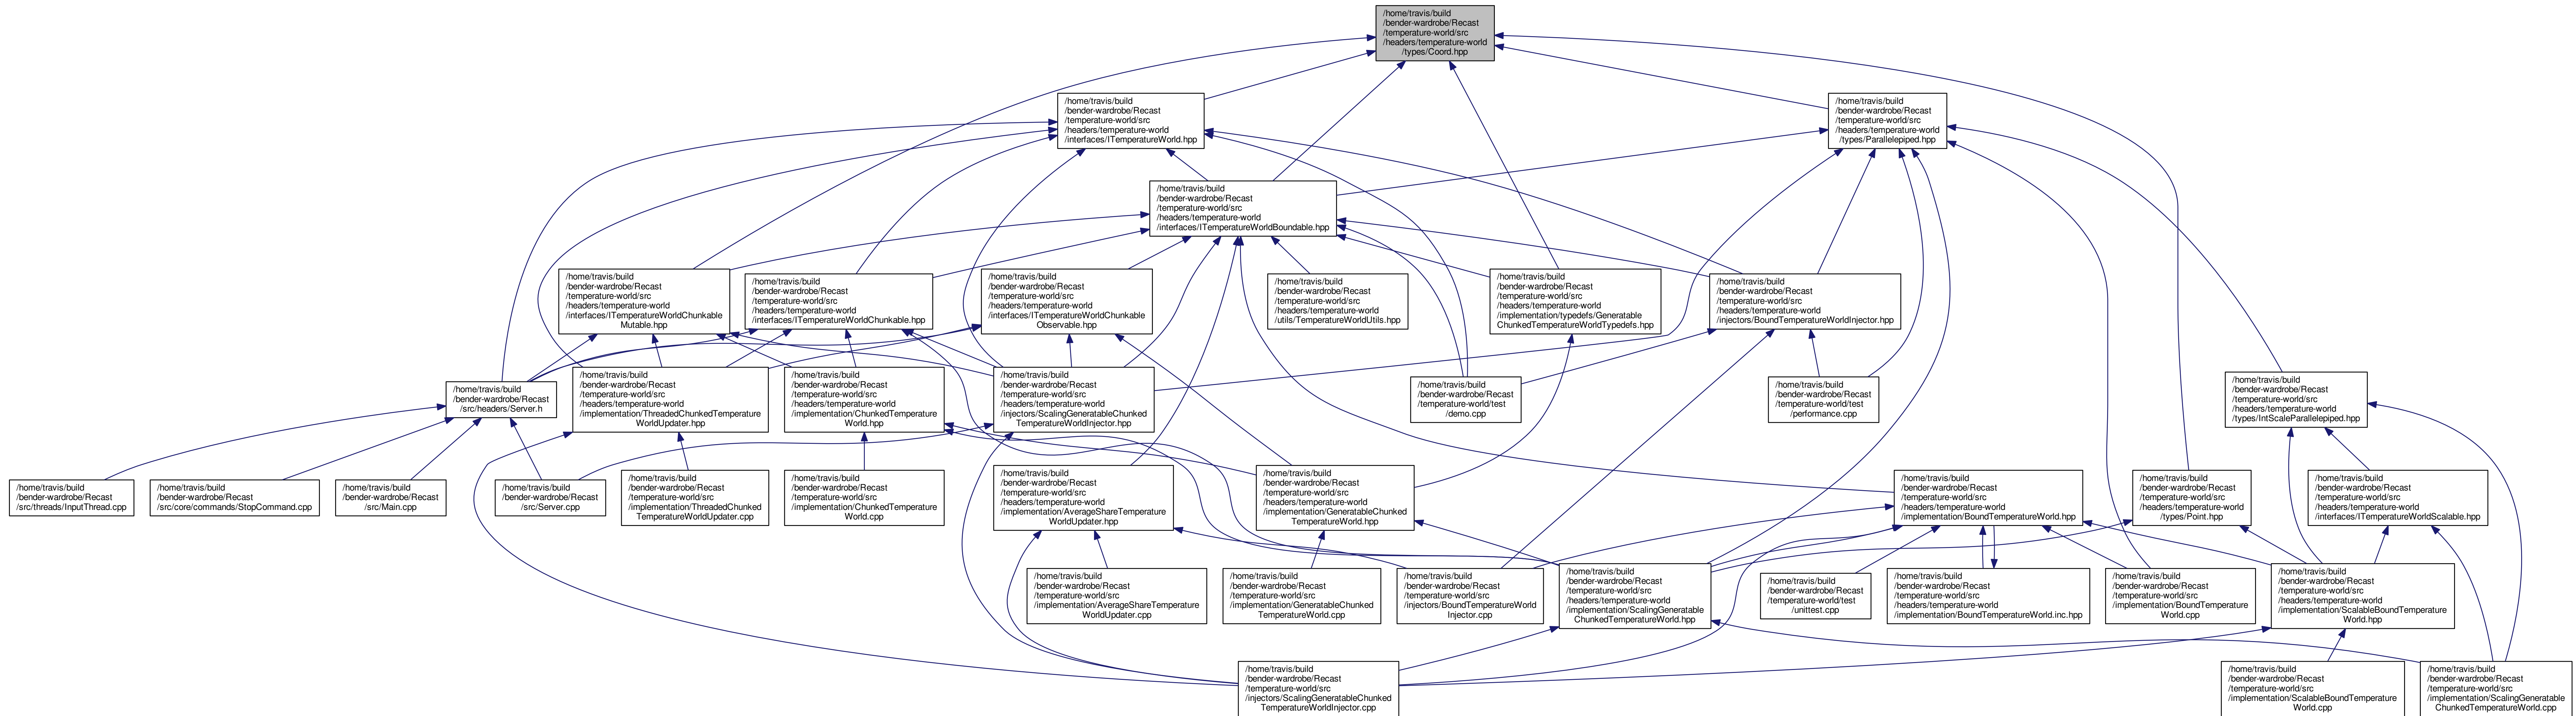 /home/travis/build
/bender-wardrobe/Recast
/temperature-world/src
/headers/temperature-world
/types/Coord.hpp
/home/travis/build
/bender-wardrobe/Recast
/temperature-world/src
/headers/temperature-world
/interfaces/ITemperatureWorld.hpp
/home/travis/build
/bender-wardrobe/Recast
/temperature-world/src
/headers/temperature-world
/types/Parallelepiped.hpp
/home/travis/build
/bender-wardrobe/Recast
/temperature-world/src
/headers/temperature-world
/interfaces/ITemperatureWorldBoundable.hpp
/home/travis/build
/bender-wardrobe/Recast
/temperature-world/src
/headers/temperature-world
/interfaces/ITemperatureWorldChunkable
Mutable.hpp
/home/travis/build
/bender-wardrobe/Recast
/temperature-world/src
/headers/temperature-world
/interfaces/ITemperatureWorldChunkable.hpp
/home/travis/build
/bender-wardrobe/Recast
/temperature-world/src
/headers/temperature-world
/interfaces/ITemperatureWorldChunkable
Observable.hpp
/home/travis/build
/bender-wardrobe/Recast
/temperature-world/src
/headers/temperature-world
/utils/TemperatureWorldUtils.hpp
/home/travis/build
/bender-wardrobe/Recast
/temperature-world/src
/headers/temperature-world
/implementation/typedefs/Generatable
ChunkedTemperatureWorldTypedefs.hpp
/home/travis/build
/bender-wardrobe/Recast
/temperature-world/src
/headers/temperature-world
/injectors/BoundTemperatureWorldInjector.hpp
/home/travis/build
/bender-wardrobe/Recast
/src/headers/Server.h
/home/travis/build
/bender-wardrobe/Recast
/temperature-world/src
/headers/temperature-world
/implementation/ThreadedChunkedTemperature
WorldUpdater.hpp
/home/travis/build
/bender-wardrobe/Recast
/temperature-world/src
/headers/temperature-world
/implementation/ChunkedTemperature
World.hpp
/home/travis/build
/bender-wardrobe/Recast
/temperature-world/src
/headers/temperature-world
/injectors/ScalingGeneratableChunked
TemperatureWorldInjector.hpp
/home/travis/build
/bender-wardrobe/Recast
/temperature-world/test
/demo.cpp
/home/travis/build
/bender-wardrobe/Recast
/temperature-world/test
/performance.cpp
/home/travis/build
/bender-wardrobe/Recast
/temperature-world/src
/headers/temperature-world
/types/IntScaleParallelepiped.hpp
/home/travis/build
/bender-wardrobe/Recast
/src/threads/InputThread.cpp
/home/travis/build
/bender-wardrobe/Recast
/src/core/commands/StopCommand.cpp
/home/travis/build
/bender-wardrobe/Recast
/src/Main.cpp
/home/travis/build
/bender-wardrobe/Recast
/src/Server.cpp
/home/travis/build
/bender-wardrobe/Recast
/temperature-world/src
/implementation/ThreadedChunked
TemperatureWorldUpdater.cpp
/home/travis/build
/bender-wardrobe/Recast
/temperature-world/src
/implementation/ChunkedTemperature
World.cpp
/home/travis/build
/bender-wardrobe/Recast
/temperature-world/src
/headers/temperature-world
/implementation/AverageShareTemperature
WorldUpdater.hpp
/home/travis/build
/bender-wardrobe/Recast
/temperature-world/src
/headers/temperature-world
/implementation/GeneratableChunked
TemperatureWorld.hpp
/home/travis/build
/bender-wardrobe/Recast
/temperature-world/src
/headers/temperature-world
/implementation/BoundTemperatureWorld.hpp
/home/travis/build
/bender-wardrobe/Recast
/temperature-world/src
/headers/temperature-world
/types/Point.hpp
/home/travis/build
/bender-wardrobe/Recast
/temperature-world/src
/headers/temperature-world
/interfaces/ITemperatureWorldScalable.hpp
/home/travis/build
/bender-wardrobe/Recast
/temperature-world/src
/implementation/AverageShareTemperature
WorldUpdater.cpp
/home/travis/build
/bender-wardrobe/Recast
/temperature-world/src
/implementation/GeneratableChunked
TemperatureWorld.cpp
/home/travis/build
/bender-wardrobe/Recast
/temperature-world/src
/injectors/BoundTemperatureWorld
Injector.cpp
/home/travis/build
/bender-wardrobe/Recast
/temperature-world/src
/headers/temperature-world
/implementation/ScalingGeneratable
ChunkedTemperatureWorld.hpp
/home/travis/build
/bender-wardrobe/Recast
/temperature-world/test
/unittest.cpp
/home/travis/build
/bender-wardrobe/Recast
/temperature-world/src
/headers/temperature-world
/implementation/BoundTemperatureWorld.inc.hpp
/home/travis/build
/bender-wardrobe/Recast
/temperature-world/src
/implementation/BoundTemperature
World.cpp
/home/travis/build
/bender-wardrobe/Recast
/temperature-world/src
/headers/temperature-world
/implementation/ScalableBoundTemperature
World.hpp
/home/travis/build
/bender-wardrobe/Recast
/temperature-world/src
/injectors/ScalingGeneratableChunked
TemperatureWorldInjector.cpp
/home/travis/build
/bender-wardrobe/Recast
/temperature-world/src
/implementation/ScalableBoundTemperature
World.cpp
/home/travis/build
/bender-wardrobe/Recast
/temperature-world/src
/implementation/ScalingGeneratable
ChunkedTemperatureWorld.cpp